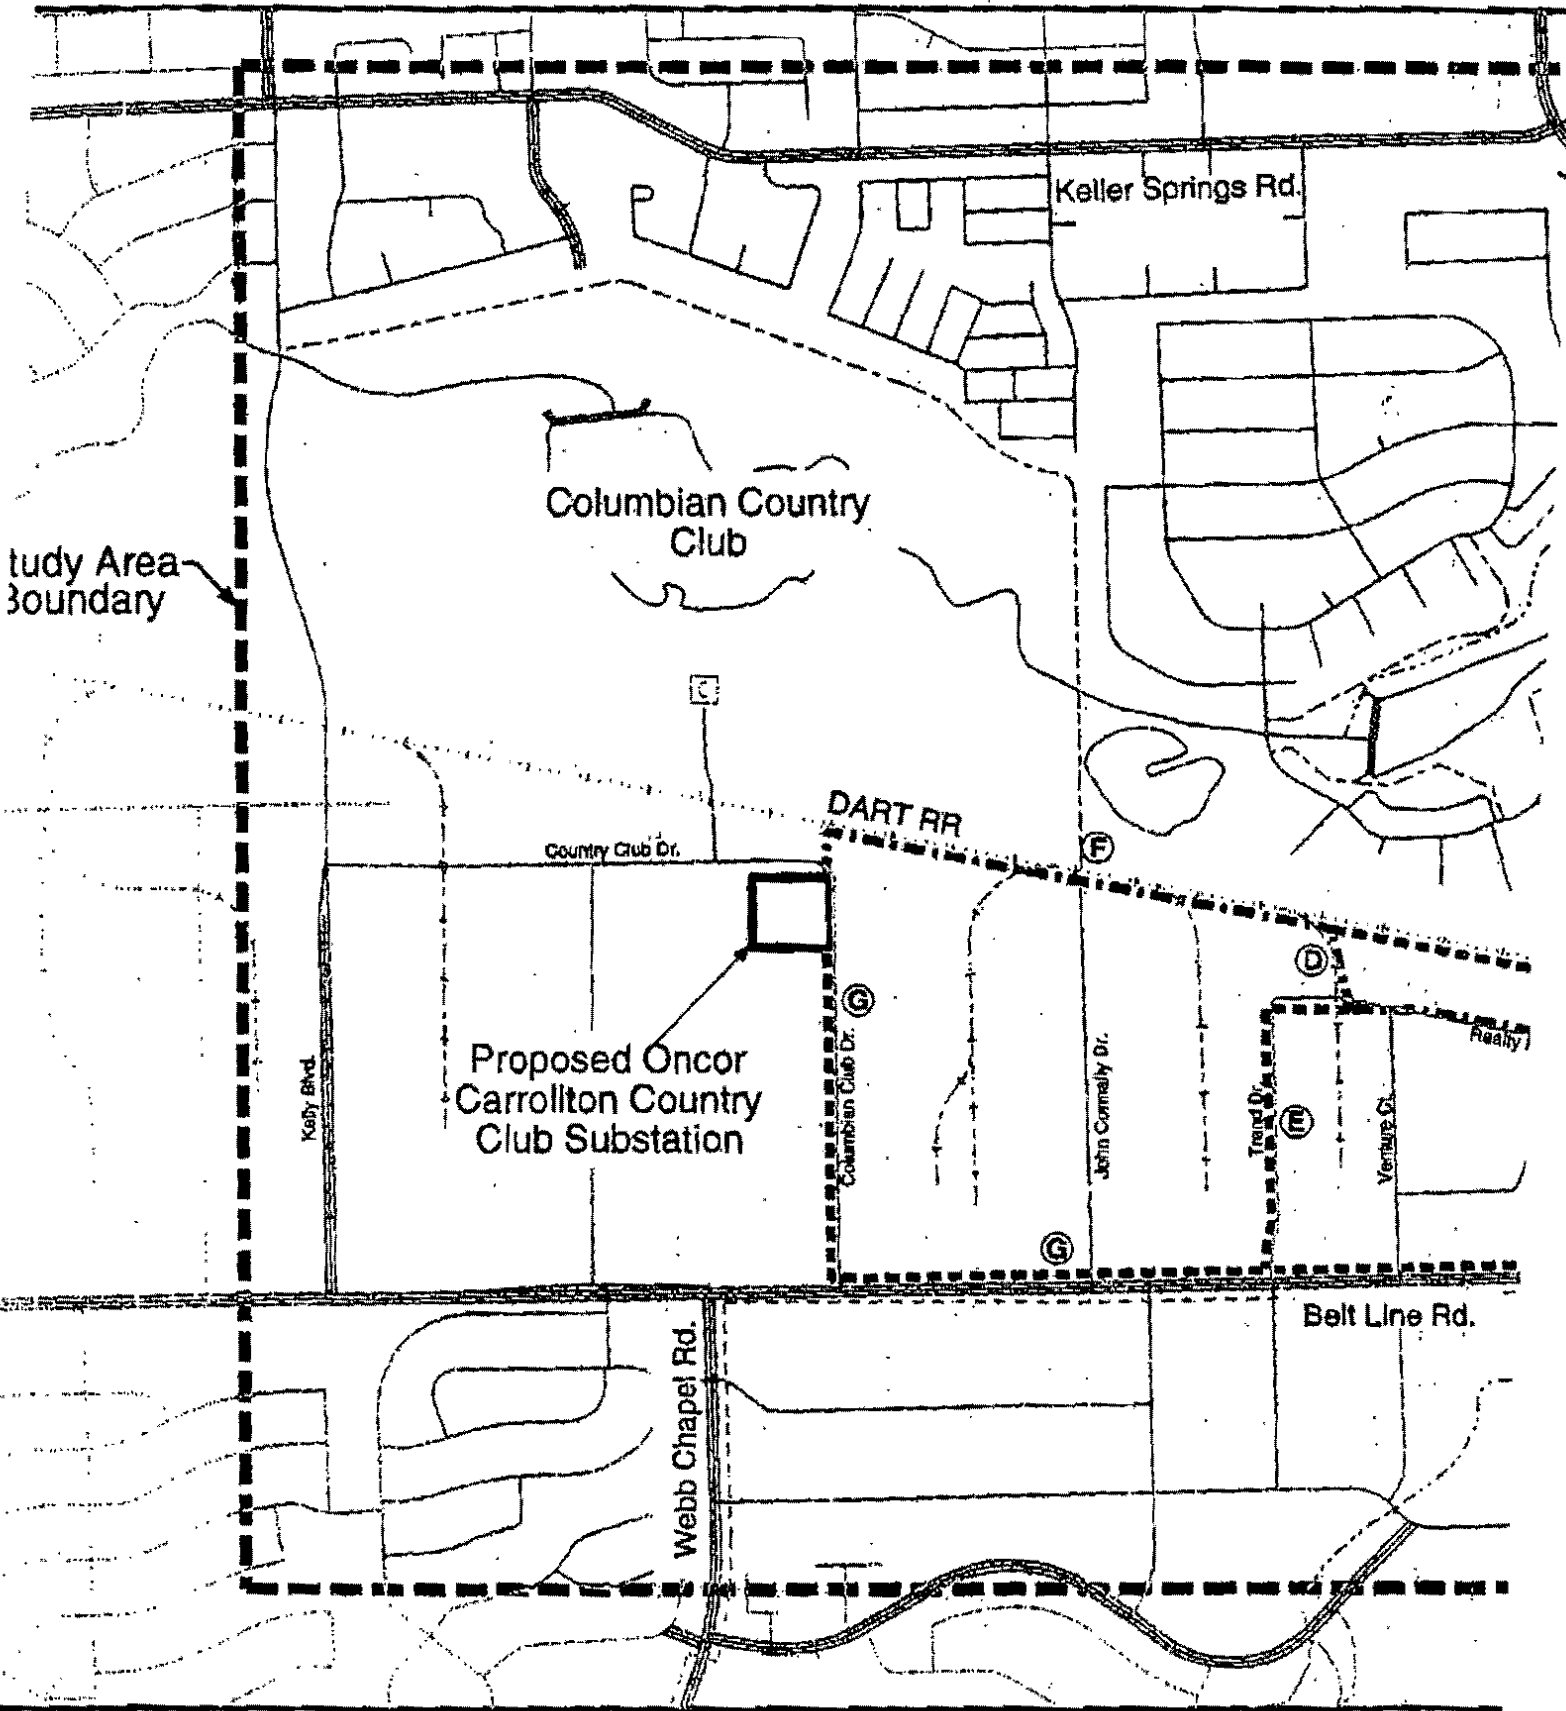 Keller Springs Rd.
Columbian Country
Club
tudy Area
Boundary
C
DART RR
F
Country Club Dr.
D
G
Realty
Proposed Oncor
Carrollton Country
Club Substation
Kelly Blvd.
Columbian Club Dr.
John Connally Dr.
Trend Dr.
E
Venture Ct.
G
Belt Line Rd.
Webb Chapel Rd.